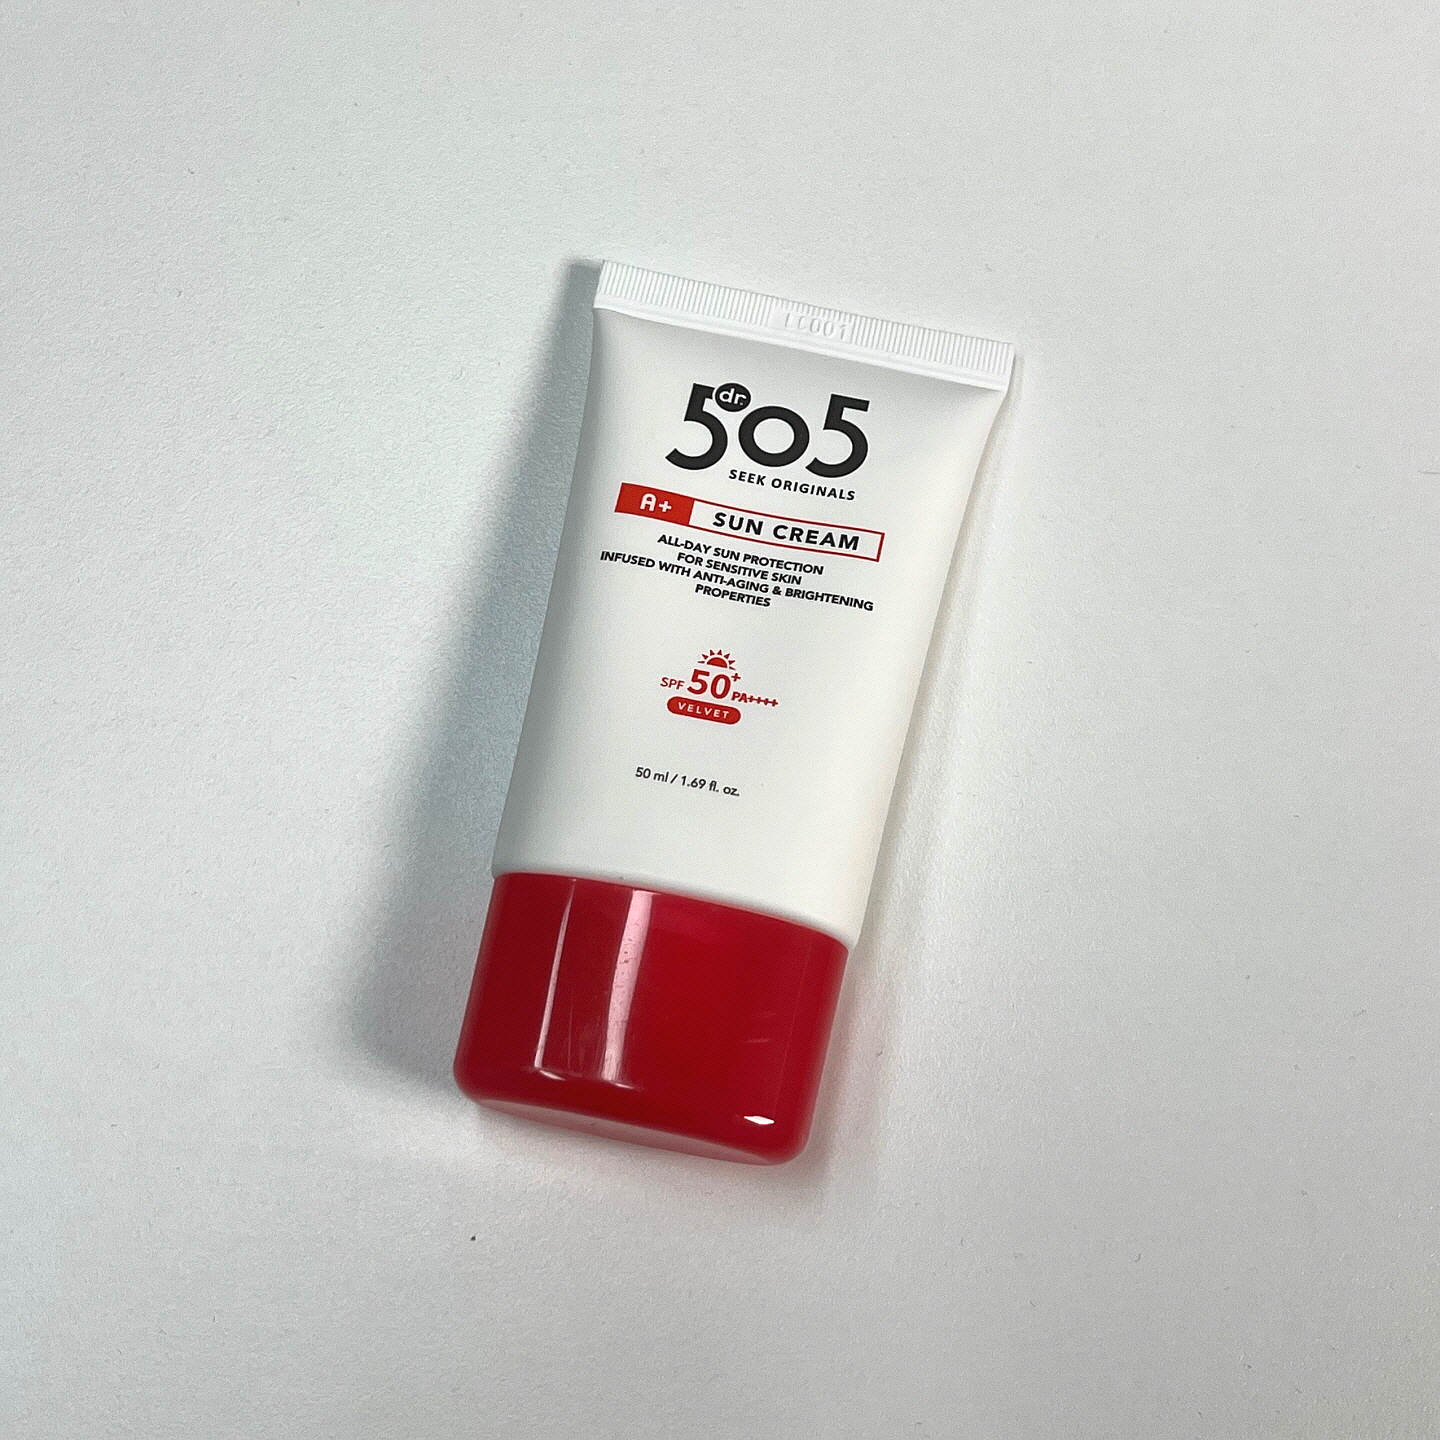 LC001
dr.
505
SEEK ORIGINALS
A+ SUN CREAM
ALL-DAY SUN PROTECTION
FOR SENSITIVE SKIN
INFUSED WITH ANTI-AGING & BRIGHTENING
PROPERTIES
SPF 50+ PA++++
VELVET
50 ml / 1.69 fl. oz.